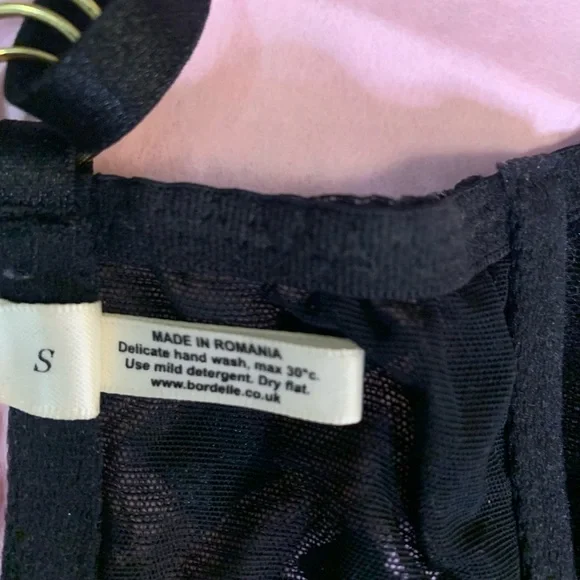 S
MADE IN ROMANIA
Delicate hand wash, max 30°c.
Use mild detergent. Dry flat.
www.bordelle.co.uk